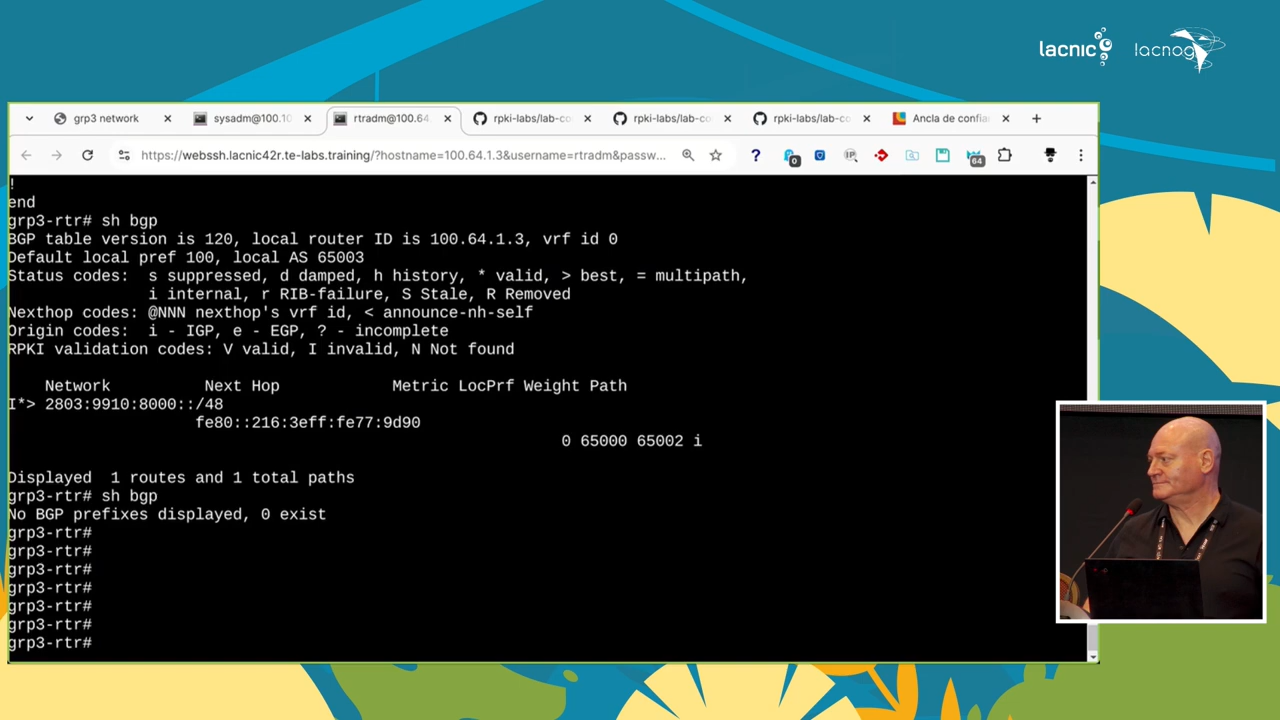 lacnic
lacnog
grp3 network
sysadm@100.10
rtradm@100.64.
rpki-labs/lab-co
rpki-labs/lab-co
rpki-labs/lab-co
Ancla de confia
https://webssh.lacnic42r.te-labs.training/?hostname=100.64.1.3&username=rtradm&passw...
?
0
IP
64
!
end
grp3-rtr# sh bgp
BGP table version is 120, local router ID is 100.64.1.3, vrf id 0
Default local pref 100, local AS 65003
Status codes:  s suppressed, d damped, h history, * valid, > best, = multipath,
               i internal, r RIB-failure, S Stale, R Removed
Nexthop codes: @NNN nexthop's vrf id, < announce-nh-self
Origin codes:  i - IGP, e - EGP, ? - incomplete
RPKI validation codes: V valid, I invalid, N Not found
    Network          Next Hop            Metric LocPrf Weight Path
I*> 2803:9910:8000::/48
                    fe80::216:3eff:fe77:9d90
                                                           0 65000 65002 i
Displayed  1 routes and 1 total paths
grp3-rtr# sh bgp
No BGP prefixes displayed, 0 exist
grp3-rtr#
grp3-rtr#
grp3-rtr#
grp3-rtr#
grp3-rtr#
grp3-rtr#
grp3-rtr#